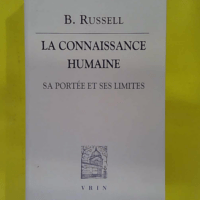 B. RUSSELL
LA CONNAISSANCE
HUMAINE
SA PORTÉE ET SES LIMITES
VRIN